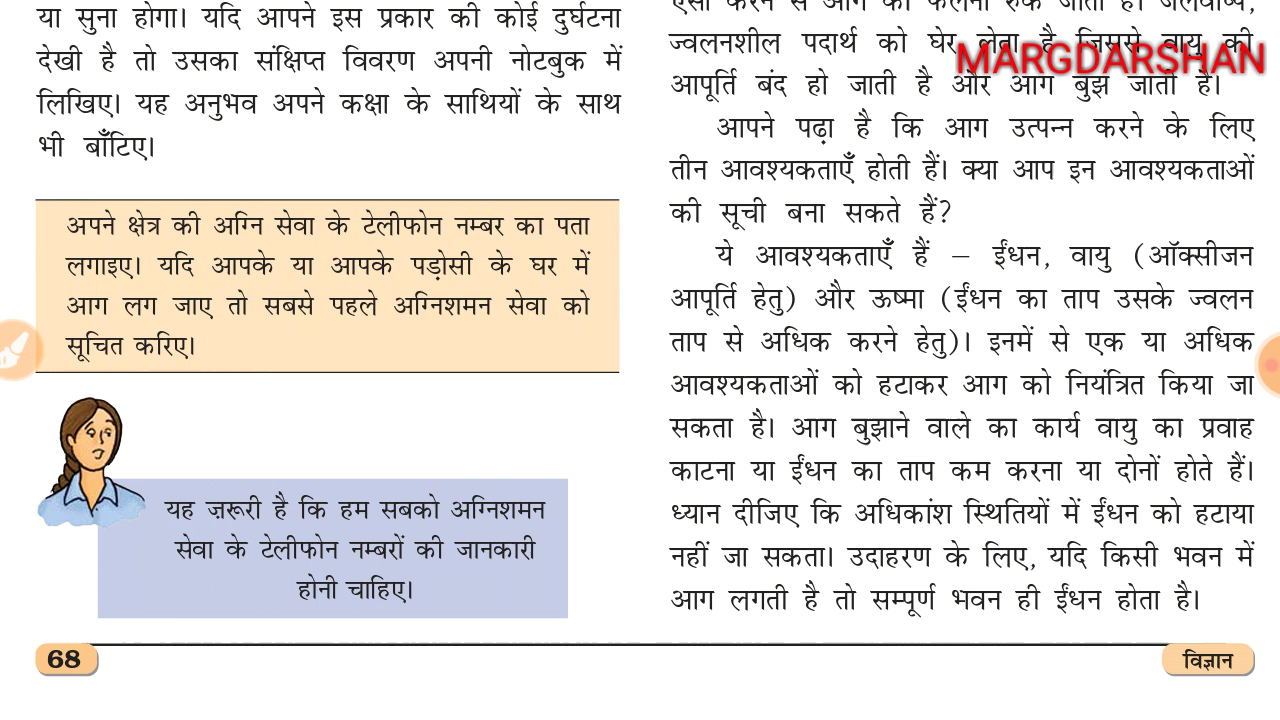 या सुना होगा। यदि आपने इस प्रकार की कोई दुर्घटना
देखी है तो उसका संक्षिप्त विवरण अपनी नोटबुक में
लिखिए। यह अनुभव अपने कक्षा के साथियों के साथ
भी बाँटिए।
अपने क्षेत्र की अग्नि सेवा के टेलीफोन नम्बर का पता
लगाइए। यदि आपके या आपके पड़ोसी के घर में
आग लग जाए तो सबसे पहले अग्निशमन सेवा को
सूचित करिए।
यह ज़रूरी है कि हम सबको अग्निशमन
सेवा के टेलीफोन नम्बरों की जानकारी
होनी चाहिए।
ऐसा करने से आग का फैलना रुक जाता है। जलवाष्प,
ज्वलनशील पदार्थ को घेर लेता है जिससे वायु की
MARGDARSHAN
आपूर्ति बंद हो जाती है और आग बुझ जाती है।
आपने पढ़ा है कि आग उत्पन्न करने के लिए
तीन आवश्यकताएँ होती हैं। क्या आप इन आवश्यकताओं
की सूची बना सकते हैं?
ये आवश्यकताएँ हैं – ईंधन, वायु (ऑक्सीजन
आपूर्ति हेतु) और ऊष्मा (ईंधन का ताप उसके ज्वलन
ताप से अधिक करने हेतु)। इनमें से एक या अधिक
आवश्यकताओं को हटाकर आग को नियंत्रित किया जा
सकता है। आग बुझाने वाले का कार्य वायु का प्रवाह
काटना या ईंधन का ताप कम करना या दोनों होते हैं।
ध्यान दीजिए कि अधिकांश स्थितियों में ईंधन को हटाया
नहीं जा सकता। उदाहरण के लिए, यदि किसी भवन में
आग लगती है तो सम्पूर्ण भवन ही ईंधन होता है।
68
विज्ञान